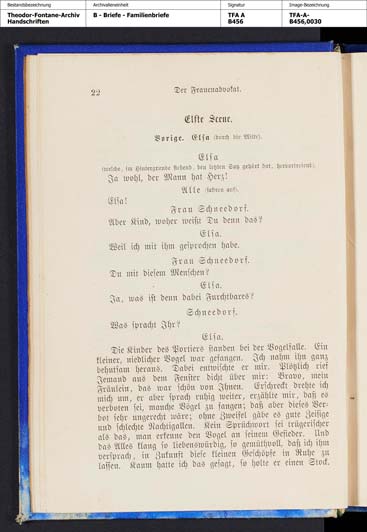 Bestandsbezeichnung
Archivalieneinheit
Signatur
Image-Bezeichnung
Theodor-Fontane-Archiv
Handschriften
B - Briefe - Familienbriefe
TFA A
B456
TFA-A-
B456,0030
22
Der Frauenadvokat.
Elfte Scene.
Vorige. Elsa (durch die Mitte).
Elsa
(welche, im Hintergrunde stehend, den letzten Satz gehört hat, hervortretend).
Ja wohl, der Mann hat Herz!
Alle (fahren auf).
Elsa!
Frau Schneedorf.
Aber Kind, woher weißt Du denn das?
Elsa.
Weil ich mit ihm gesprochen habe.
Frau Schneedorf.
Du mit diesem Menschen?
Elsa.
Ja, was ist denn dabei Furchtbares?
Schneedorf.
Was spracht Ihr?
Elsa.
Die Kinder des Portiers standen bei der Vogelfalle. Ein
kleiner, niedlicher Vogel war gefangen. Ich nahm ihn ganz
behutsam heraus. Dabei entwischte er mir. Plötzlich rief
Jemand aus dem Fenster dicht über mir: Bravo, mein
Fräulein, das war schön von Ihnen. Erschreckt drehte ich
mich um, er aber sprach ruhig weiter, erzählte mir, daß es
verboten sei, manche Vögel zu fangen; daß aber dieses Ver-
bot sehr ungerecht wäre; ohne Zweifel gäbe es gute Zeisige
und schlechte Nachtigallen. Kein Sprüchwort sei trügerischer
als das, man erkenne den Vogel an seinem Gefieder. Und
das Alles klang so liebenswürdig, so gemüthvoll, daß ich ihm
versprach, in Zukunft diese kleinen Geschöpfe in Ruhe zu
lassen. Kaum hatte ich das gesagt, so holte er einen Stock,